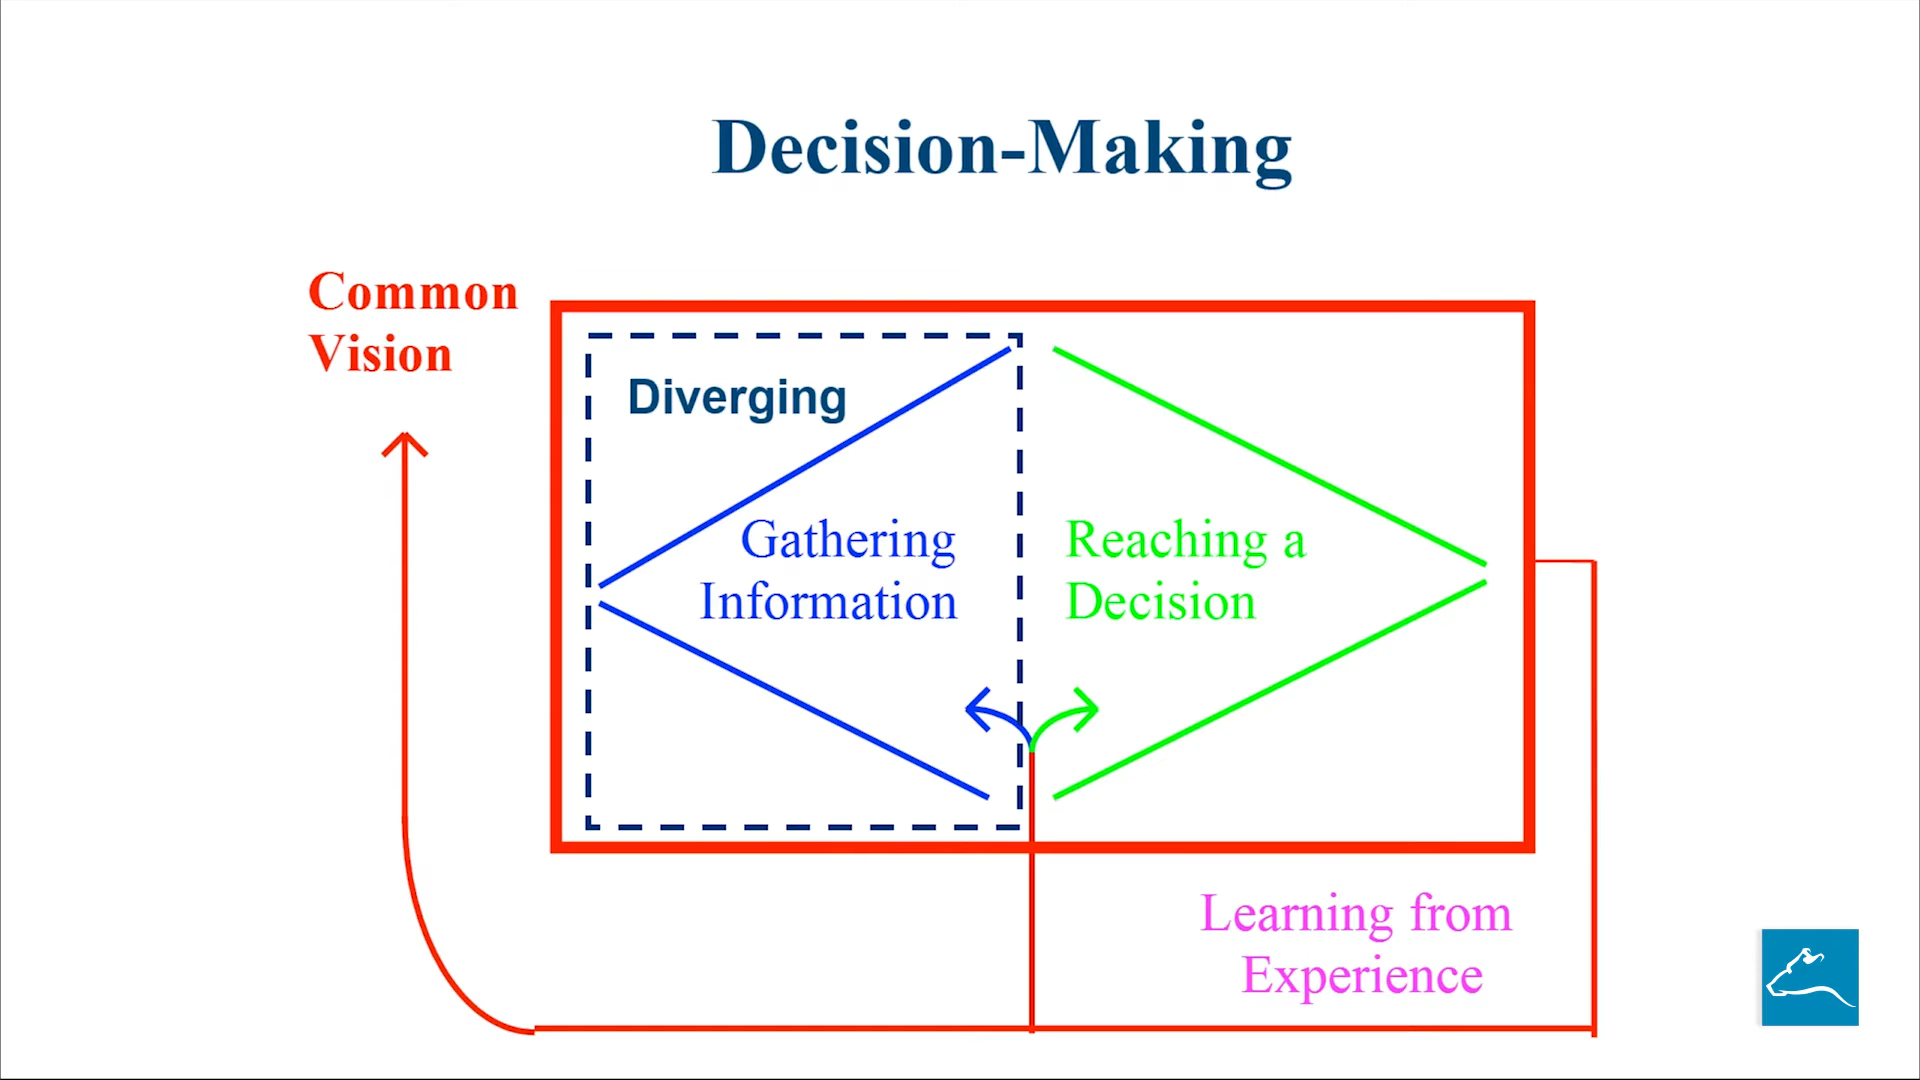 Decision-Making
Common
Vision
Diverging
Gathering
Information
Reaching a
Decision
Learning from
Experience